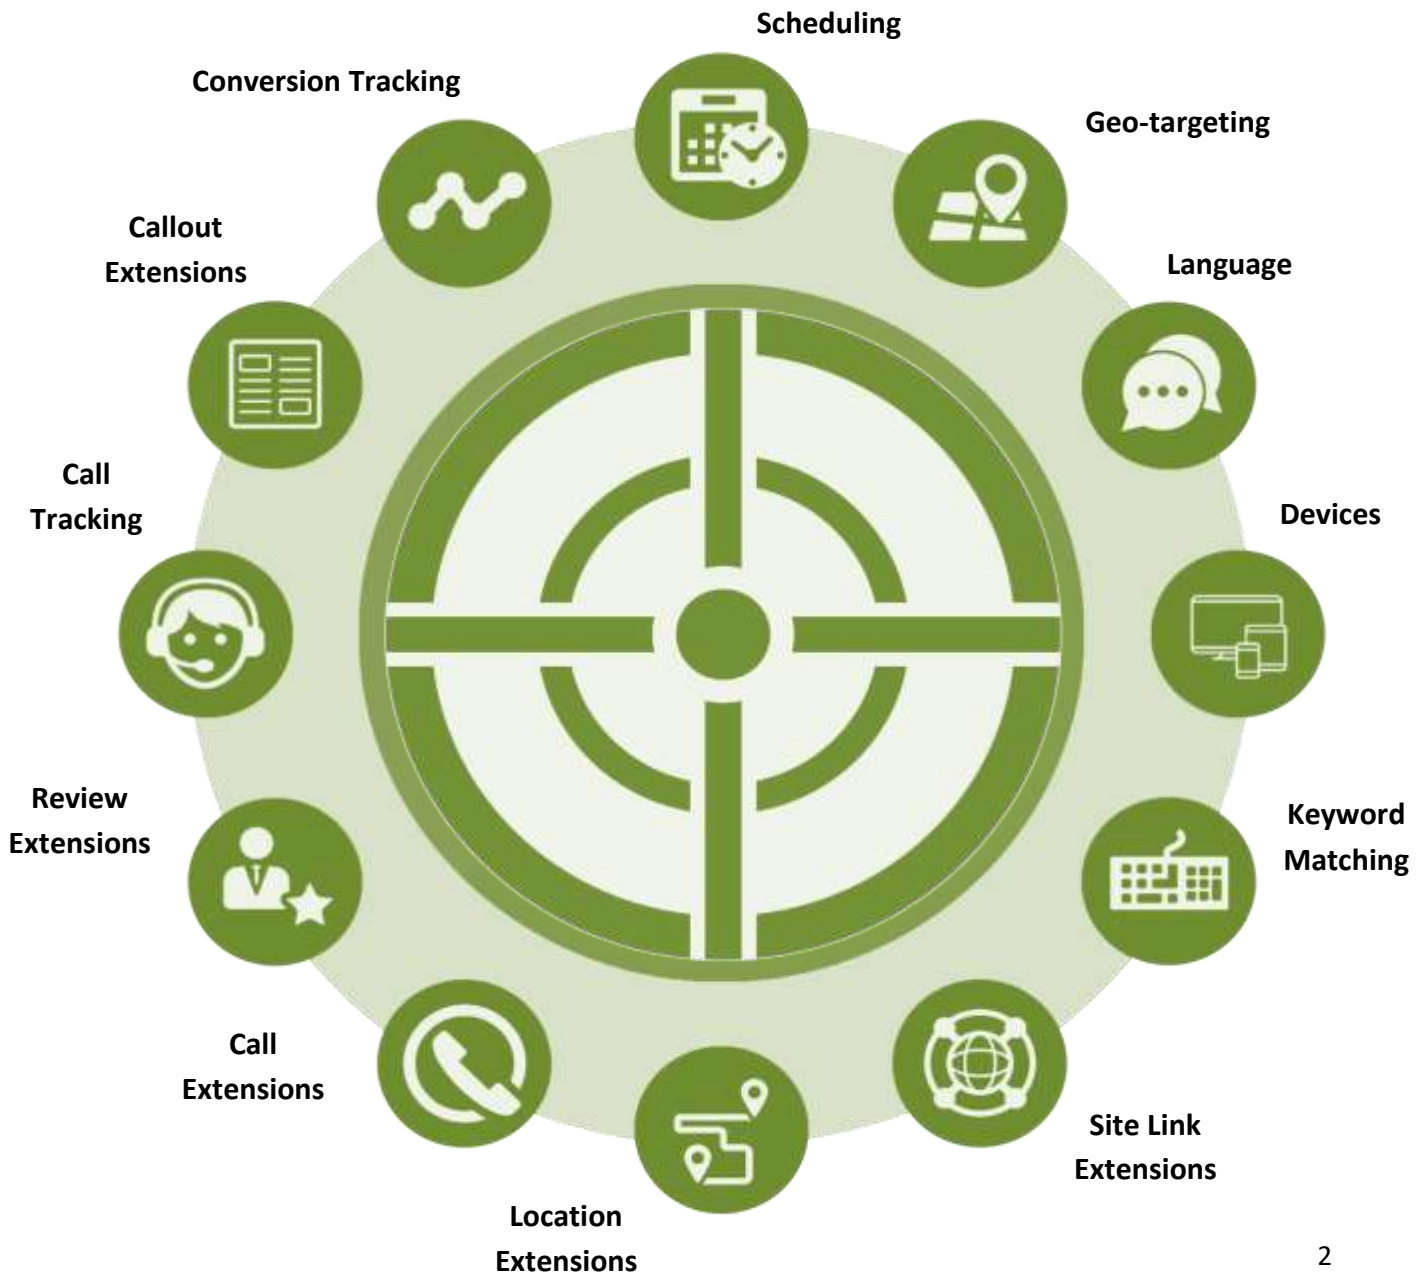 Scheduling
Conversion Tracking
Geo-targeting
Callout
Extensions
Language
Call
Tracking
Devices
Review
Extensions
Keyword
Matching
Call
Extensions
Site Link
Extensions
Location
Extensions
2